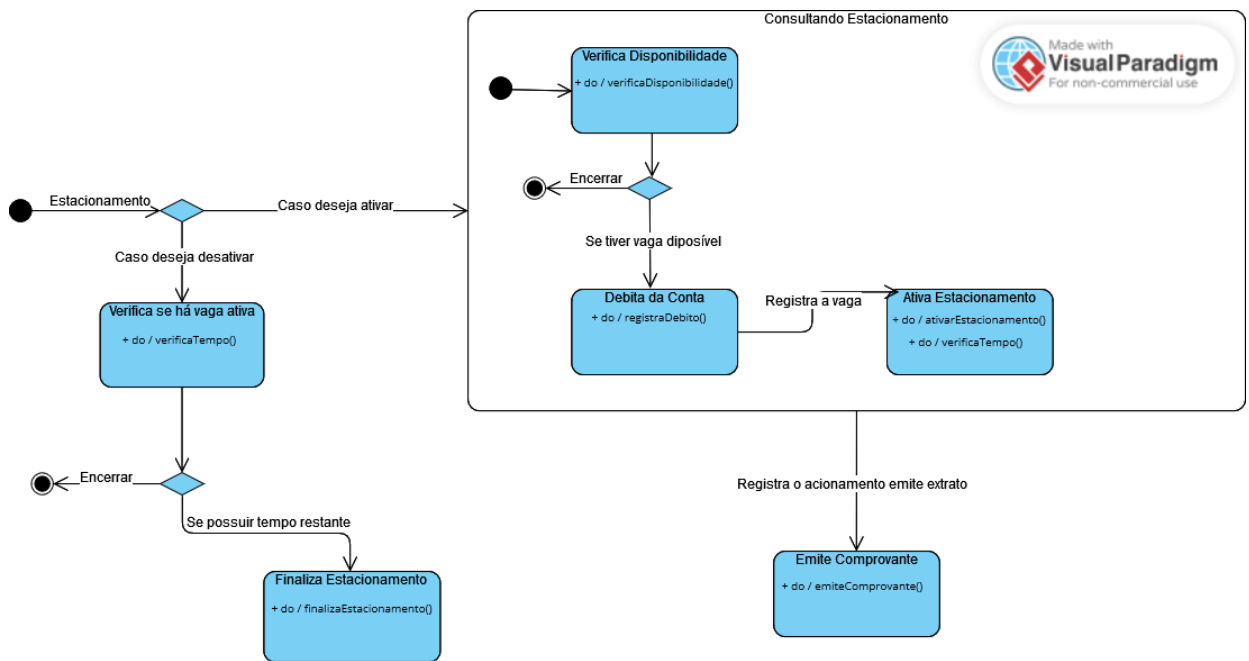 Consultando Estacionamento
Made with
Visual Paradigm
For non-commercial use
Verifica Disponibilidade
+ do / verificaDisponibilidade()
Encerrar
Estacionamento
Caso deseja ativar
Se tiver vaga diposível
Caso deseja desativar
Verifica se há vaga ativa
+ do / verificaTempo()
Debita da Conta
+ do / registraDebito()
Registra a vaga
Ativa Estacionamento
+ do / ativarEstacionamento()
+ do / verificaTempo()
Encerrar
Registra o acionamento emite extrato
Se possuir tempo restante
Finaliza Estacionamento
+ do / finalizaEstacionamento()
Emite Comprovante
+ do / emiteComprovante()